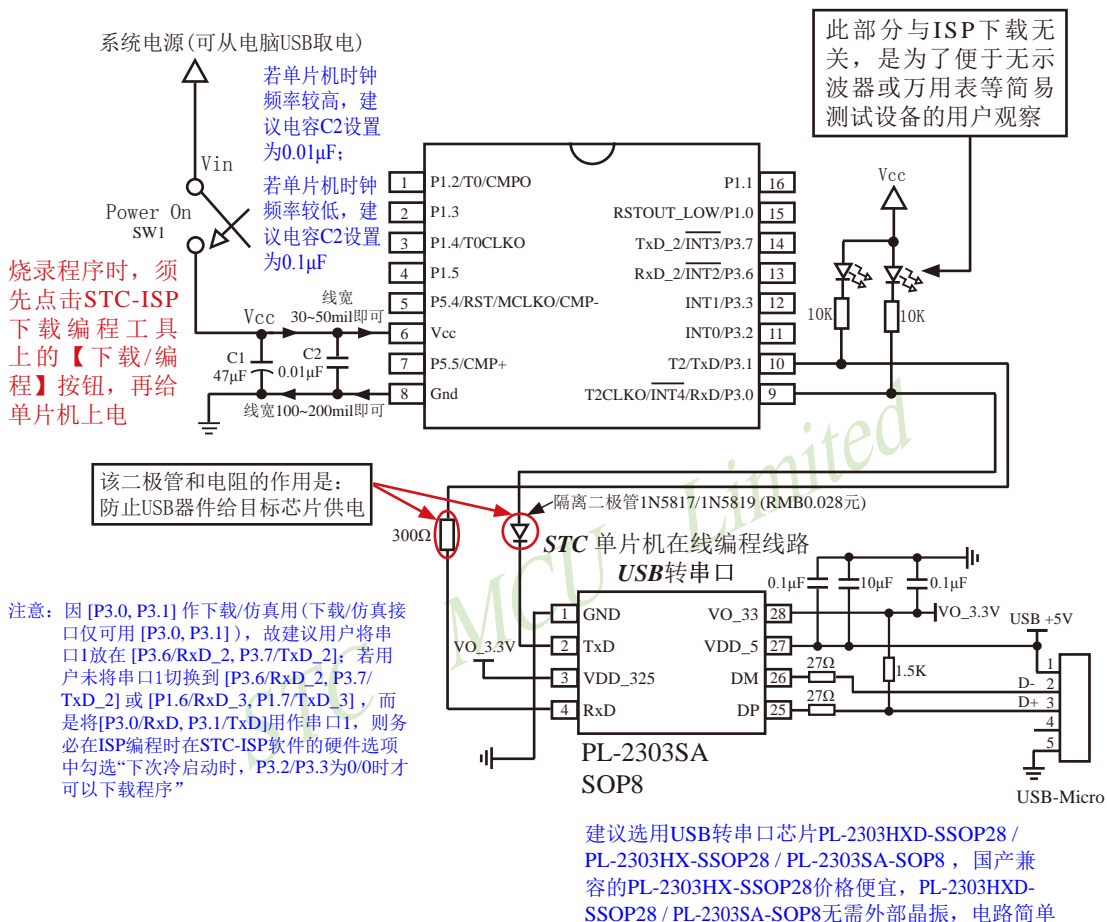 系统电源(可从电脑USB取电)
若单片机时钟
频率较高，建
议电容C2设置
为0.01μF；
若单片机时钟
频率较低，建
议电容C2设置
为0.1μF
Vin
Power On
SW1
烧录程序时，须
先点击STC-ISP
下载编程工具
上的【下载/编
程】按钮，再给
单片机上电
Vcc
线宽
30~50mil即可
C1
47μF
C2
0.01μF
线宽100~200mil即可
1 P1.2/T0/CMPO
2 P1.3
3 P1.4/T0CLKO
4 P1.5
5 P5.4/RST/MCLKO/CMP-
6 Vcc
7 P5.5/CMP+
8 Gnd
P1.1 16
RSTOUT_LOW/P1.0 15
TxD_2/INT3/P3.7 14
RxD_2/INT2/P3.6 13
INT1/P3.3 12
INT0/P3.2 11
T2/TxD/P3.1 10
T2CLKO/INT4/RxD/P3.0 9
此部分与ISP下载无
关，是为了便于无示
波器或万用表等简易
测试设备的用户观察
Vcc
10K
10K
该二极管和电阻的作用是：
防止USB器件给目标芯片供电
300Ω
隔离二极管1N5817/1N5819 (RMB0.028元)
STC 单片机在线编程线路
USB转串口
STC MCU Limited
注意：因 [P3.0, P3.1] 作下载/仿真用(下载/仿真接
口仅可用 [P3.0, P3.1] )，故建议用户将串
口1放在 [P3.6/RxD_2, P3.7/TxD_2]；若用
户未将串口1切换到 [P3.6/RxD_2, P3.7/
TxD_2] 或 [P1.6/RxD_3, P1.7/TxD_3] ，而
是将[P3.0/RxD, P3.1/TxD]用作串口1，则务
必在ISP编程时在STC-ISP软件的硬件选项
中勾选“下次冷启动时，P3.2/P3.3为0/0时才
可以下载程序”
VO_3.3V
1 GND
2 TxD
3 VDD_325
4 RxD
VO_33 28
VDD_5 27
DM 26
DP 25
PL-2303SA
SOP8
0.1μF
10μF
0.1μF
VO_3.3V
USB +5V
27Ω
27Ω
1.5K
1
D- 2
D+ 3
4
5
USB-Micro
建议选用USB转串口芯片PL-2303HXD-SSOP28 /
PL-2303HX-SSOP28 / PL-2303SA-SOP8 ，国产兼
容的PL-2303HX-SSOP28价格便宜，PL-2303HXD-
SSOP28 / PL-2303SA-SOP8无需外部晶振，电路简单